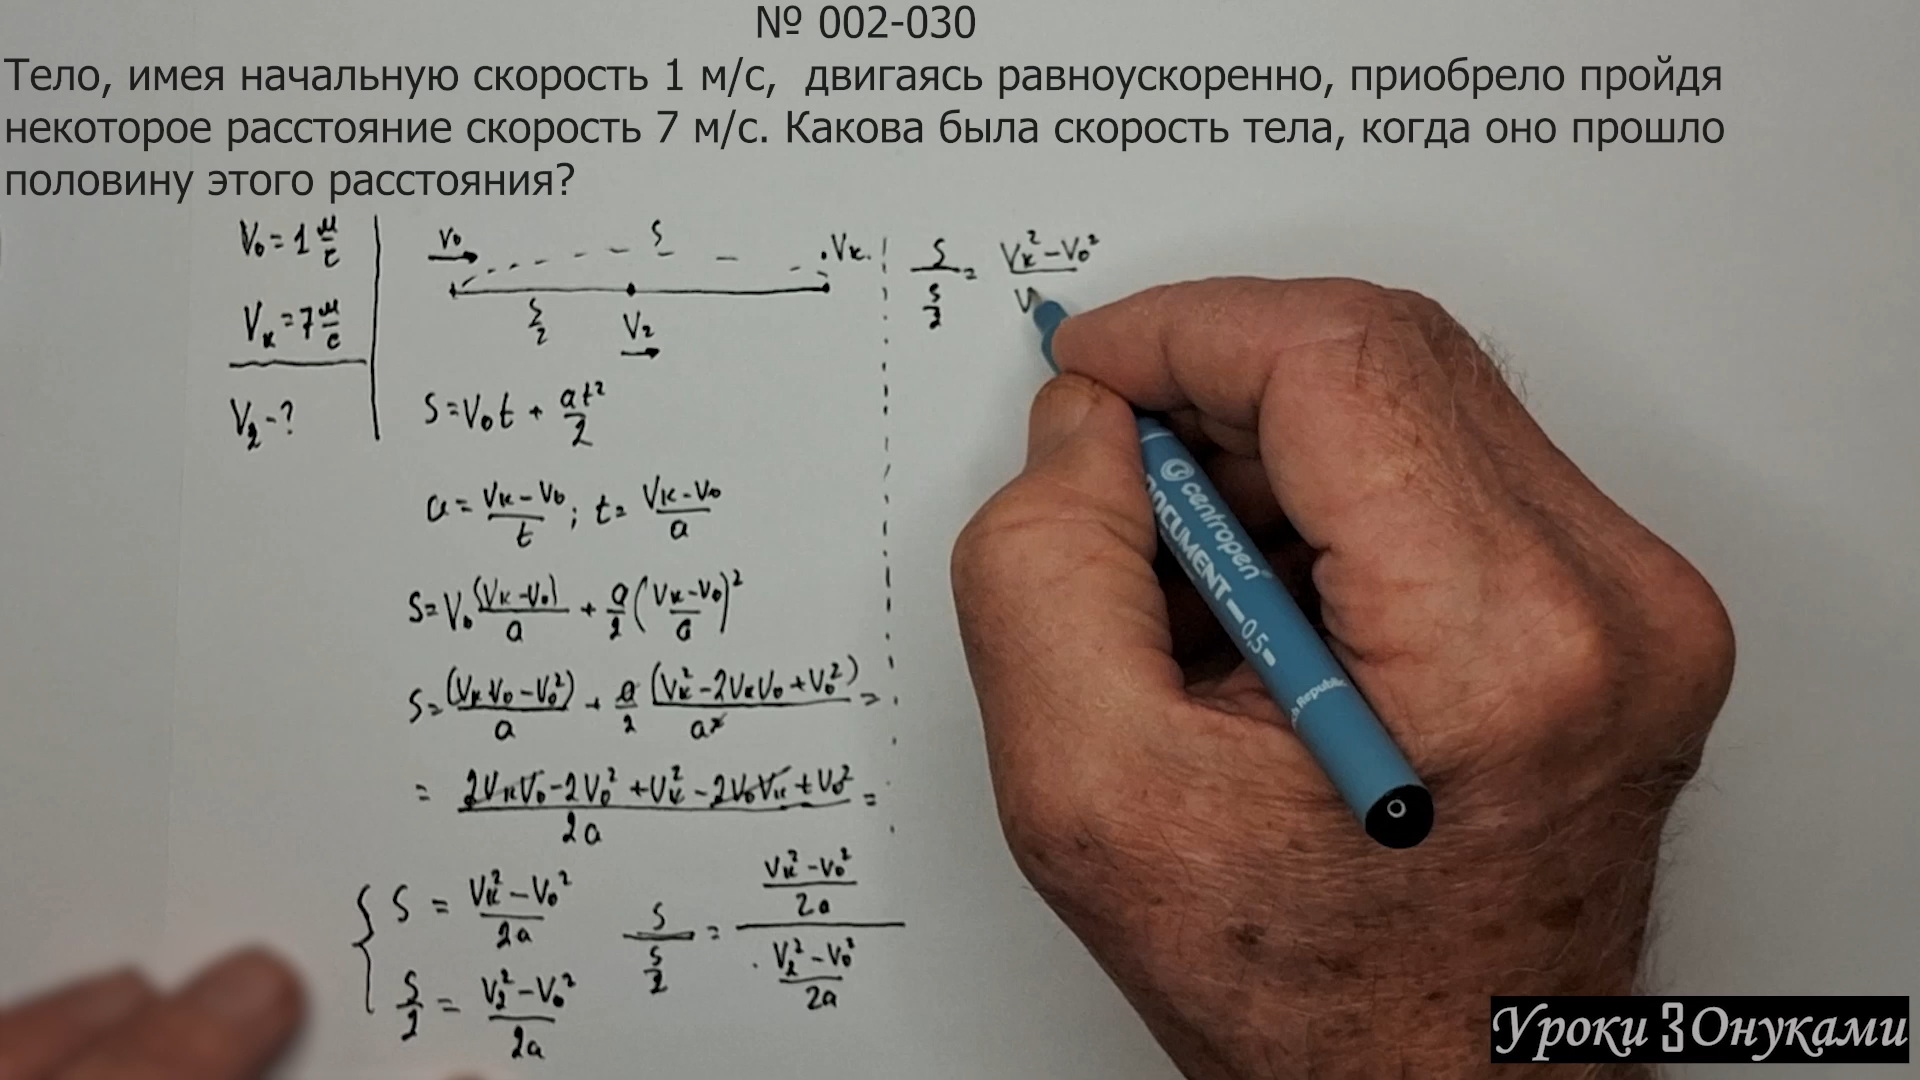 № 002-030
Тело, имея начальную скорость 1 м/с, двигаясь равноускоренно, приобрело пройдя
некоторое расстояние скорость 7 м/с. Какова была скорость тела, когда оно прошло
половину этого расстояния?
V₀ = 1 м/с
Vк = 7 м/с
V₂ - ?
V₀ S Vк.
S/2 V₂
S = V₀t + at²/2
a = (Vк - V₀)/t ; t = (Vк - V₀)/a
S = V₀ (Vк - V₀)/a + a/2 ((Vк - V₀)/a)²
S = (VкV₀ - V₀²)/a + a/2 (Vк² - 2VкV₀ + V₀²)/a² =
= (2VкV₀ - 2V₀² + Vк² - 2V₀Vк + V₀²)/2a =
S = (Vк² - V₀²)/2a
S/2 = (V₂² - V₀²)/2a
S/(S/2) = ((Vк² - V₀²)/2a)/((V₂² - V₀²)/2a)
S/(S/2) = (Vк² - V₀²)/V
centropen
DOCUMENT 0,5
Уроки З Онуками